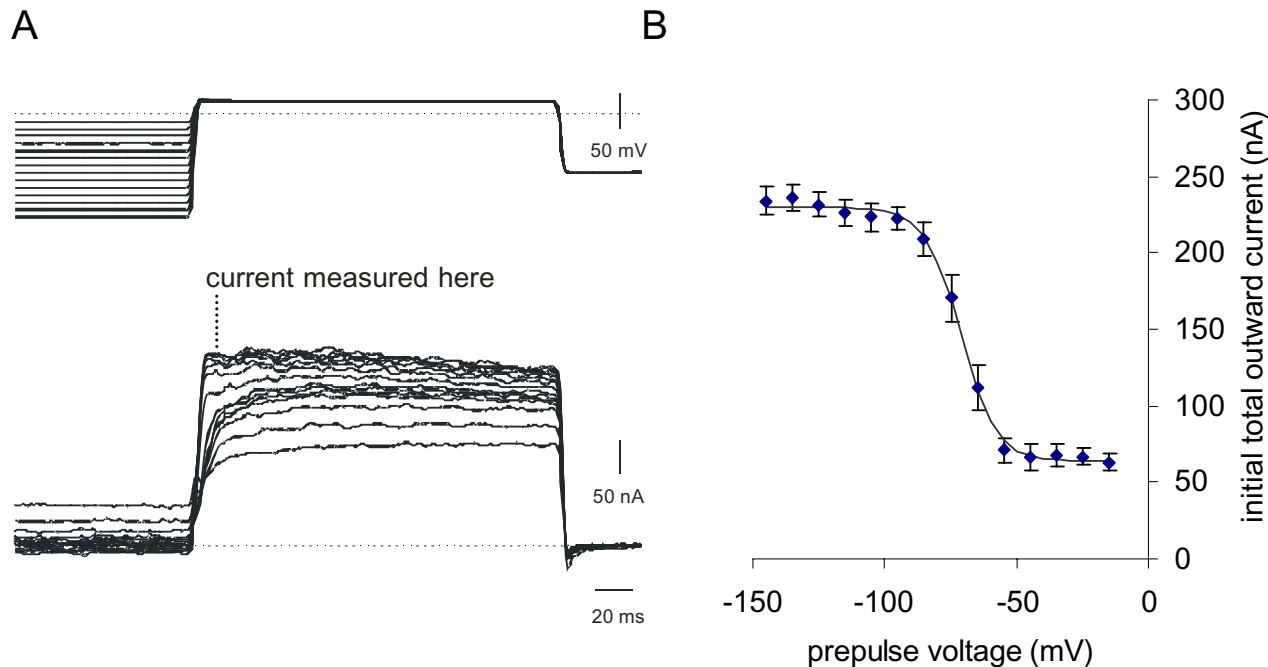 A
50 mV
current measured here
50 nA
20 ms
B
300
250
200
150
100
50
0
initial total outward current (nA)
-150
-100
-50
0
prepulse voltage (mV)